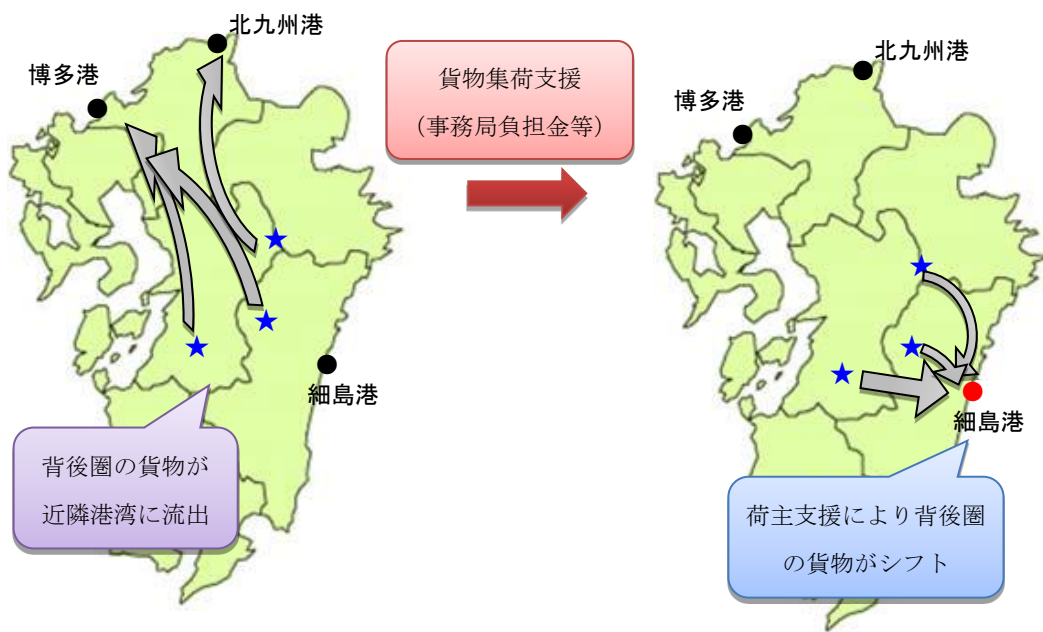 北九州港
博多港
細島港
背後圏の貨物が
近隣港湾に流出
貨物集荷支援
（事務局負担金等）
北九州港
博多港
細島港
荷主支援により背後圏
の貨物がシフト